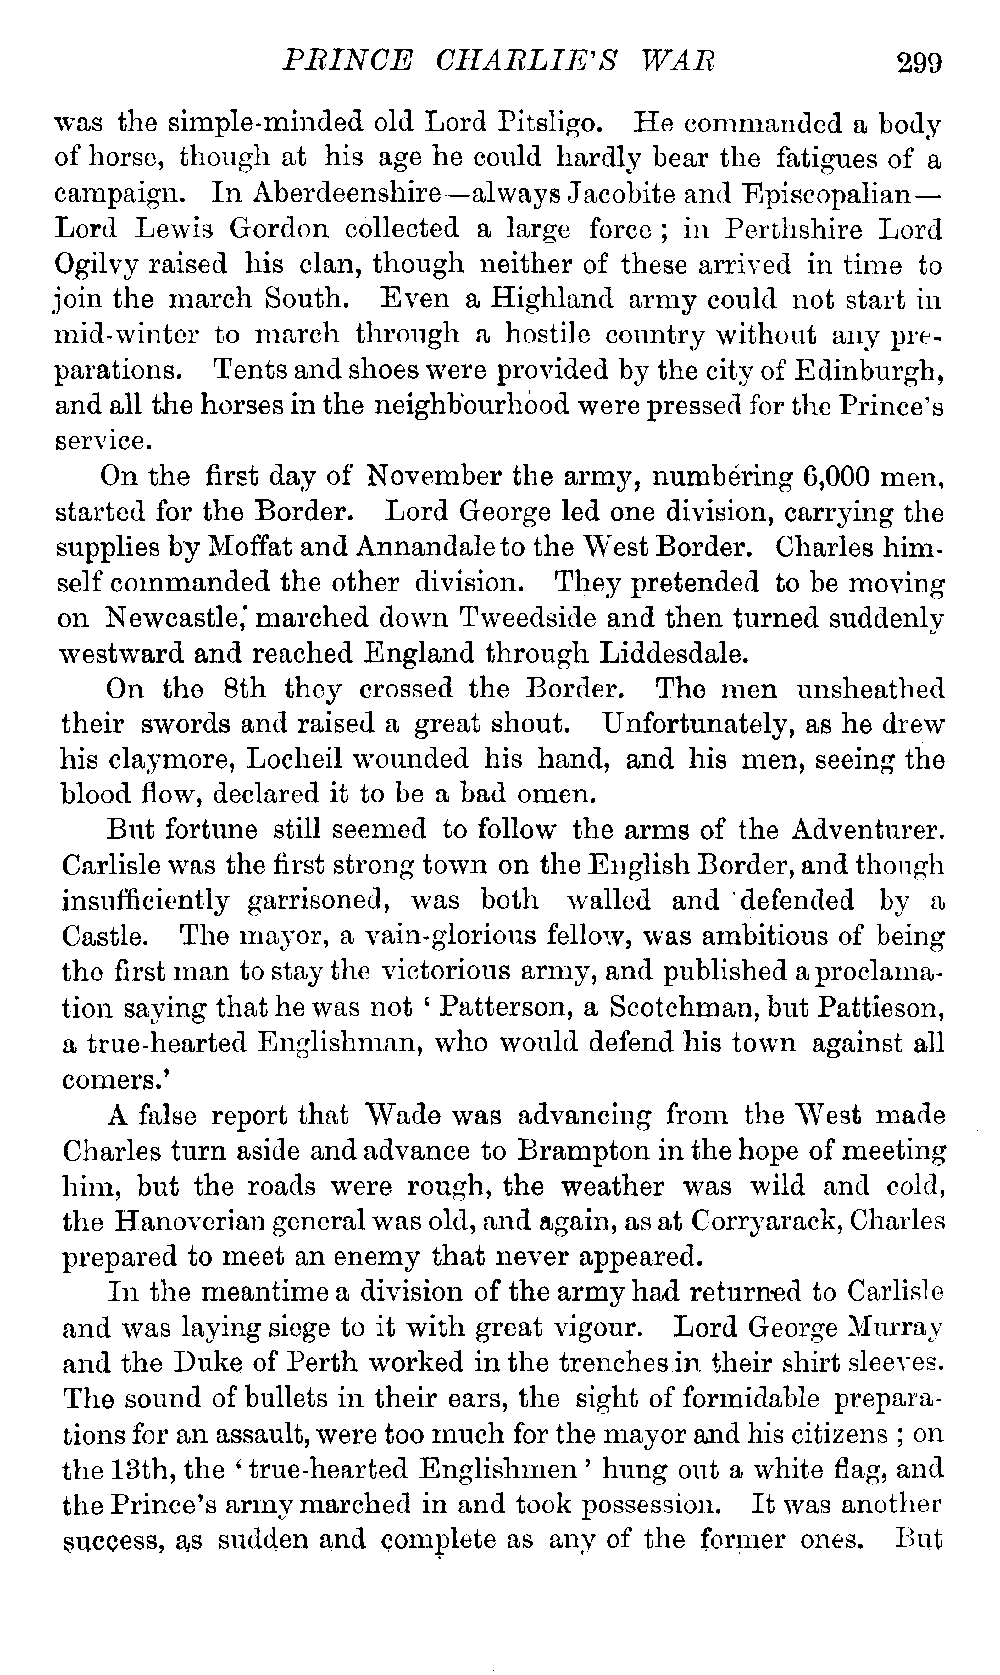 PRINCE CHARLIE'S WAR 299
was the simple-minded old Lord Pitsligo. He commanded a body
of horse, though at his age he could hardly bear the fatigues of a
campaign. In Aberdeenshire—always Jacobite and Episcopalian—
Lord Lewis Gordon collected a large force ; in Perthshire Lord
Ogilvy raised his clan, though neither of these arrived in time to
join the march South. Even a Highland army could not start in
mid-winter to march through a hostile country without any pre-
parations. Tents and shoes were provided by the city of Edinburgh,
and all the horses in the neighbourhood were pressed for the Prince's
service.
On the first day of November the army, numbering 6,000 men,
started for the Border. Lord George led one division, carrying the
supplies by Moffat and Annandale to the West Border. Charles him-
self commanded the other division. They pretended to be moving
on Newcastle, marched down Tweedside and then turned suddenly
westward and reached England through Liddesdale.
On the 8th they crossed the Border. The men unsheathed
their swords and raised a great shout. Unfortunately, as he drew
his claymore, Locheil wounded his hand, and his men, seeing the
blood flow, declared it to be a bad omen.
But fortune still seemed to follow the arms of the Adventurer.
Carlisle was the first strong town on the English Border, and though
insufficiently garrisoned, was both walled and defended by a
Castle. The mayor, a vain-glorious fellow, was ambitious of being
the first man to stay the victorious army, and published a proclama-
tion saying that he was not ‘ Patterson, a Scotchman, but Pattieson,
a true-hearted Englishman, who would defend his town against all
comers.’
A false report that Wade was advancing from the West made
Charles turn aside and advance to Brampton in the hope of meeting
him, but the roads were rough, the weather was wild and cold,
the Hanoverian general was old, and again, as at Corryarack, Charles
prepared to meet an enemy that never appeared.
In the meantime a division of the army had returned to Carlisle
and was laying siege to it with great vigour. Lord George Murray
and the Duke of Perth worked in the trenches in their shirt sleeves.
The sound of bullets in their ears, the sight of formidable prepara-
tions for an assault, were too much for the mayor and his citizens ; on
the 13th, the ‘ true-hearted Englishmen ’ hung out a white flag, and
the Prince's army marched in and took possession. It was another
success, as sudden and complete as any of the former ones. But